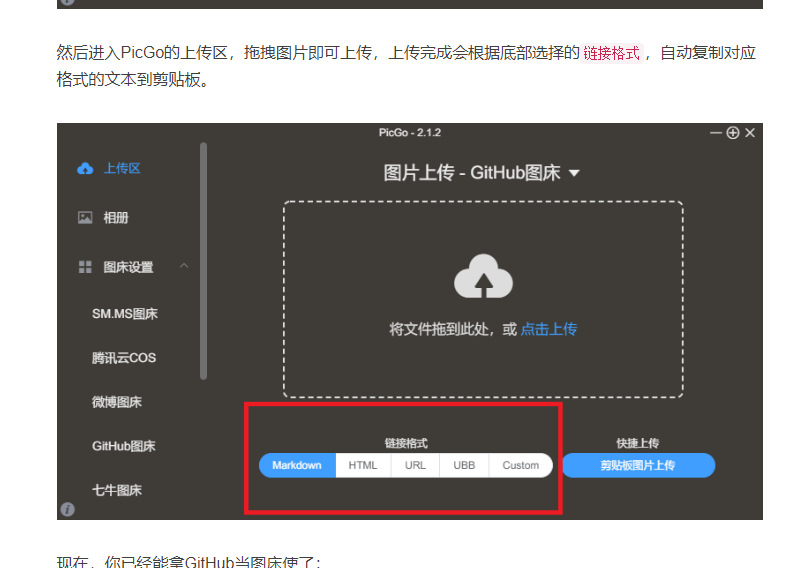 然后进入PicGo的上传区，拖拽图片即可上传，上传完成会根据底部选择的 链接格式 ，自动复制对应
格式的文本到剪贴板。
PicGo - 2.1.2
上传区
图片上传 - GitHub图床
相册
图床设置
SM.MS图床
将文件拖到此处，或 点击上传
腾讯云COS
微博图床
链接格式
快捷上传
GitHub图床
Markdown HTML URL UBB Custom
剪贴板图片上传
七牛图床
现在，你已经能拿GitHub当图床使了：